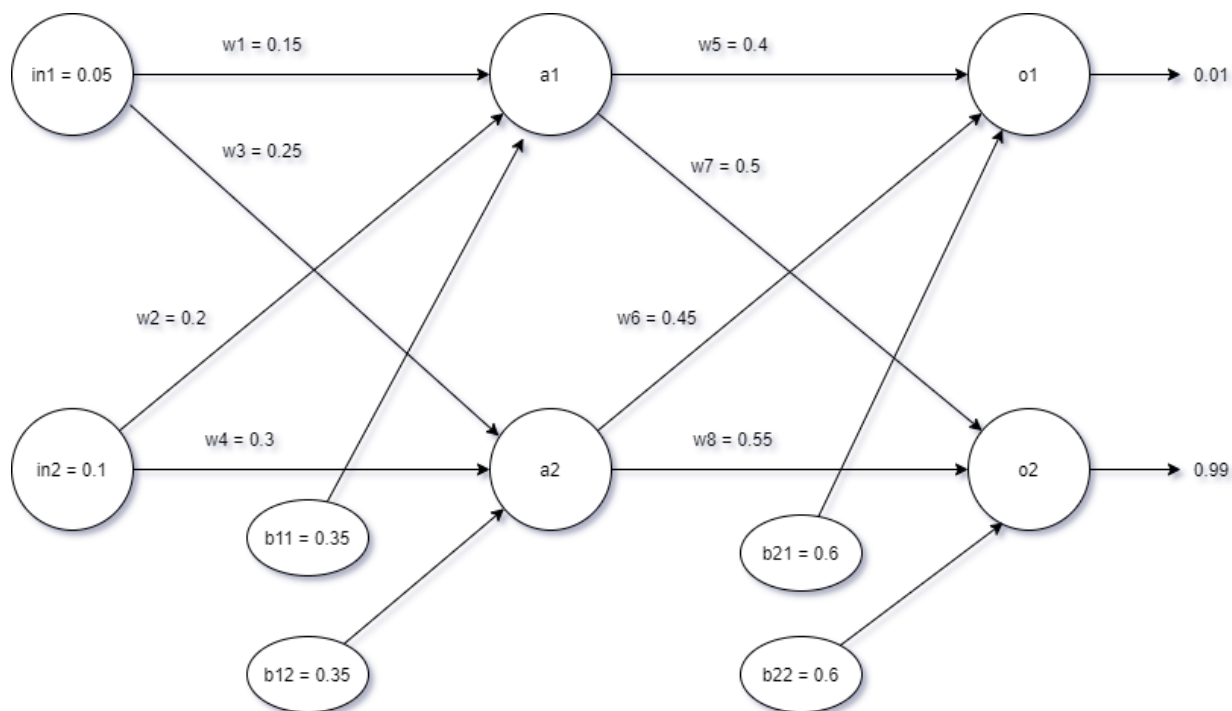 w1 = 0.15
w5 = 0.4
in1 = 0.05
a1
o1
0.01
w3 = 0.25
w7 = 0.5
w2 = 0.2
w6 = 0.45
w4 = 0.3
w8 = 0.55
in2 = 0.1
a2
o2
0.99
b11 = 0.35
b21 = 0.6
b12 = 0.35
b22 = 0.6